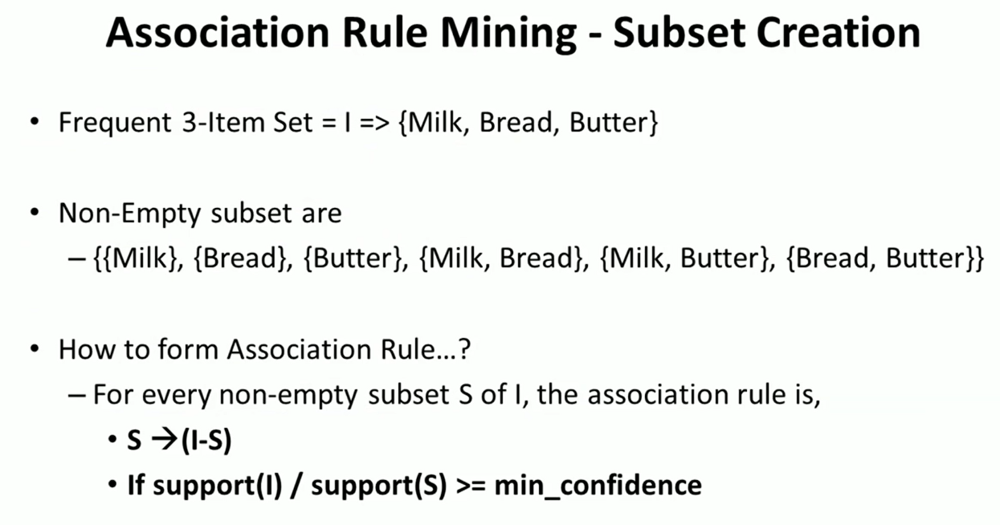 Association Rule Mining - Subset Creation
• Frequent 3-Item Set = I => {Milk, Bread, Butter}
• Non-Empty subset are
– {{Milk}, {Bread}, {Butter}, {Milk, Bread}, {Milk, Butter}, {Bread, Butter}}
• How to form Association Rule...?
– For every non-empty subset S of I, the association rule is,
• S →(I-S)
• If support(I) / support(S) >= min_confidence